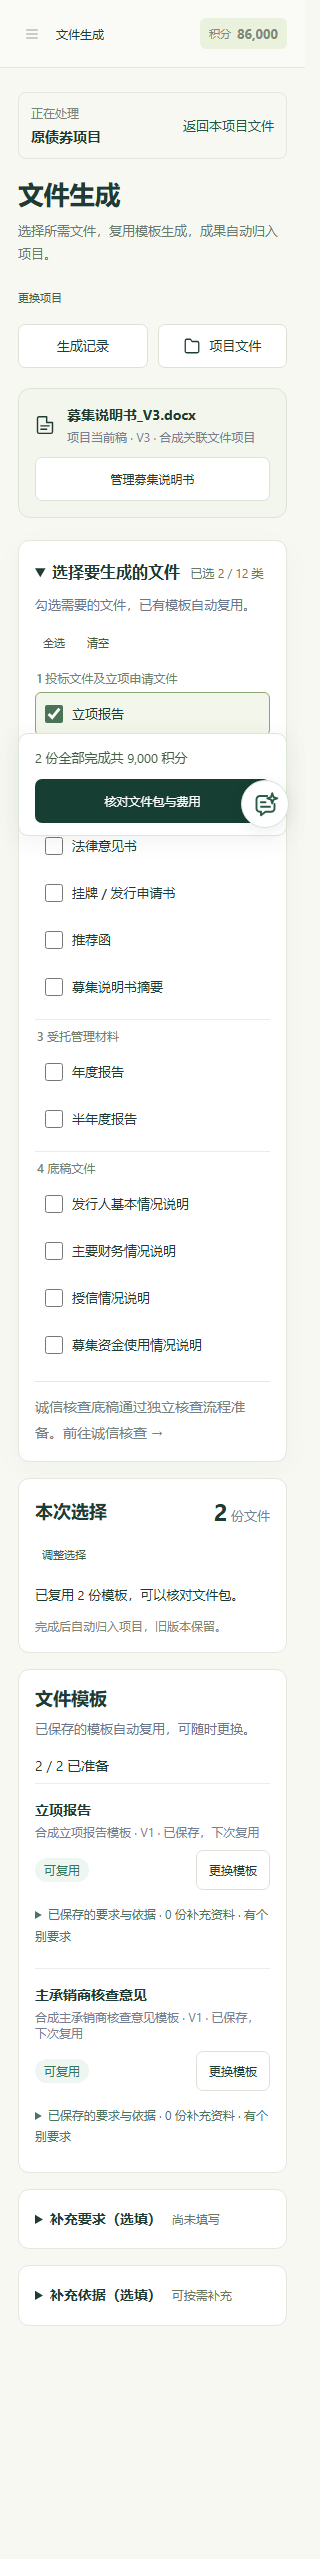 文件生成
积分 86,000
正在处理
原债券项目
返回本项目文件
文件生成
选择所需文件，复用模板生成，成果自动归入
项目。
更换项目
生成记录
项目文件
募集说明书_V3.docx
项目当前稿 · V3 · 合成关联文件项目
管理募集说明书
▼ 选择要生成的文件 已选 2 / 12 类
勾选需要的文件，已有模板自动复用。
全选 清空
1 投标文件及立项申请文件
立项报告
2 份全部完成共 9,000 积分
核对文件包与费用
法律意见书
挂牌 / 发行申请书
推荐函
募集说明书摘要
3 受托管理材料
年度报告
半年度报告
4 底稿文件
发行人基本情况说明
主要财务情况说明
授信情况说明
募集资金使用情况说明
诚信核查底稿通过独立核查流程准
备。前往诚信核查 →
本次选择
2 份文件
调整选择
已复用 2 份模板，可以核对文件包。
完成后自动归入项目，旧版本保留。
文件模板
已保存的模板自动复用，可随时更换。
2 / 2 已准备
立项报告
合成立项报告模板 · V1 · 已保存，下次复用
可复用
更换模板
▶ 已保存的要求与依据 · 0 份补充资料 · 有个
别要求
主承销商核查意见
合成主承销商核查意见模板 · V1 · 已保存，
下次复用
可复用
更换模板
▶ 已保存的要求与依据 · 0 份补充资料 · 有个
别要求
▶ 补充要求（选填） 尚未填写
▶ 补充依据（选填） 可按需补充